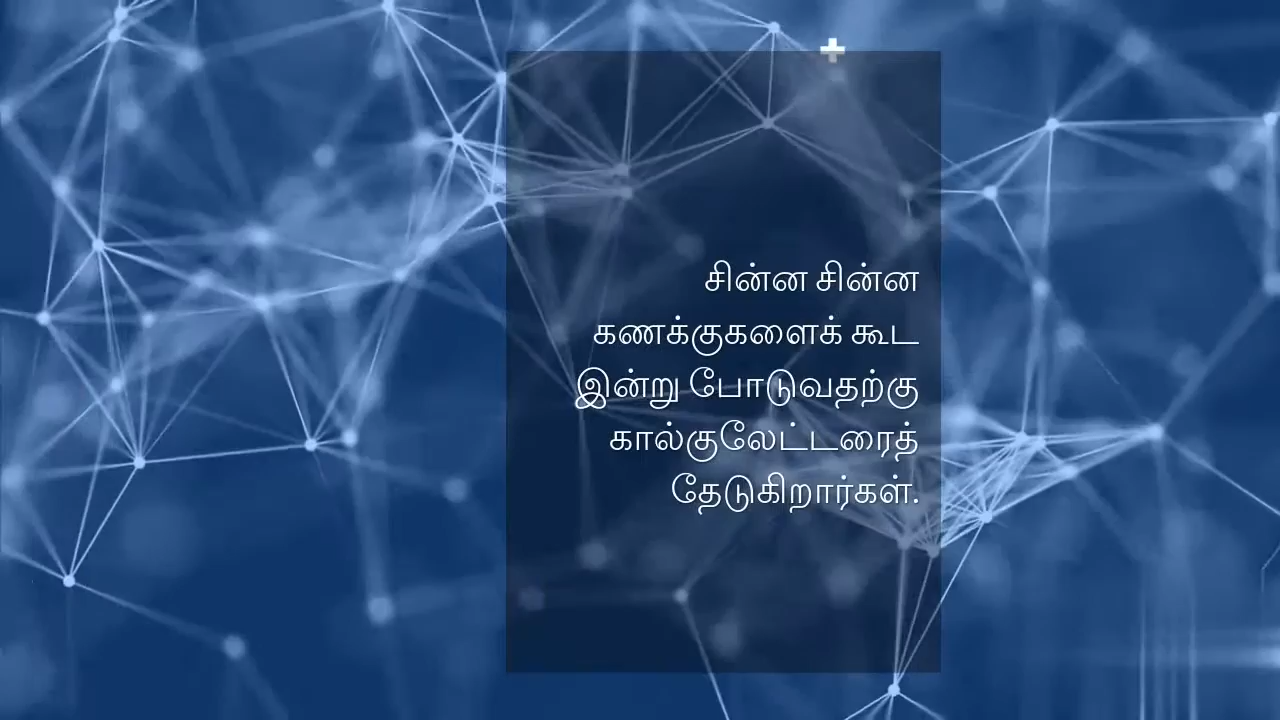 சின்ன சின்ன
கணக்குகளைக் கூட
இன்று போடுவதற்கு
கால்குலேட்டரைத்
தேடுகிறார்கள்.